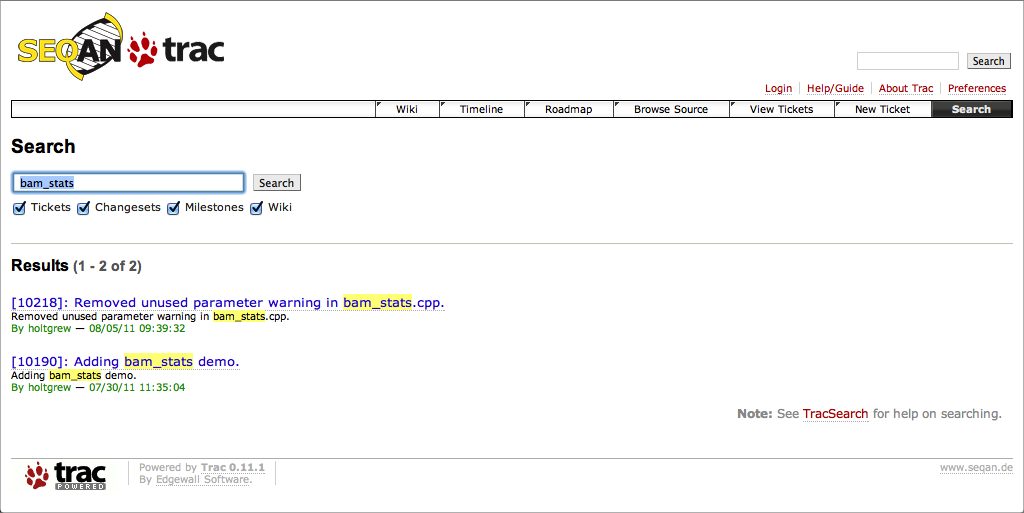 SEQAN trac
Search
Login Help/Guide About Trac Preferences
Wiki Timeline Roadmap Browse Source View Tickets New Ticket Search
Search
bam_stats Search
Tickets Changesets Milestones Wiki
Results (1 - 2 of 2)
[10218]: Removed unused parameter warning in bam_stats.cpp.
Removed unused parameter warning in bam_stats.cpp.
By holtgrew — 08/05/11 09:39:32
[10190]: Adding bam_stats demo.
Adding bam_stats demo.
By holtgrew — 07/30/11 11:35:04
Note: See TracSearch for help on searching.
trac
POWERED
Powered by Trac 0.11.1
By Edgewall Software.
www.seqan.de